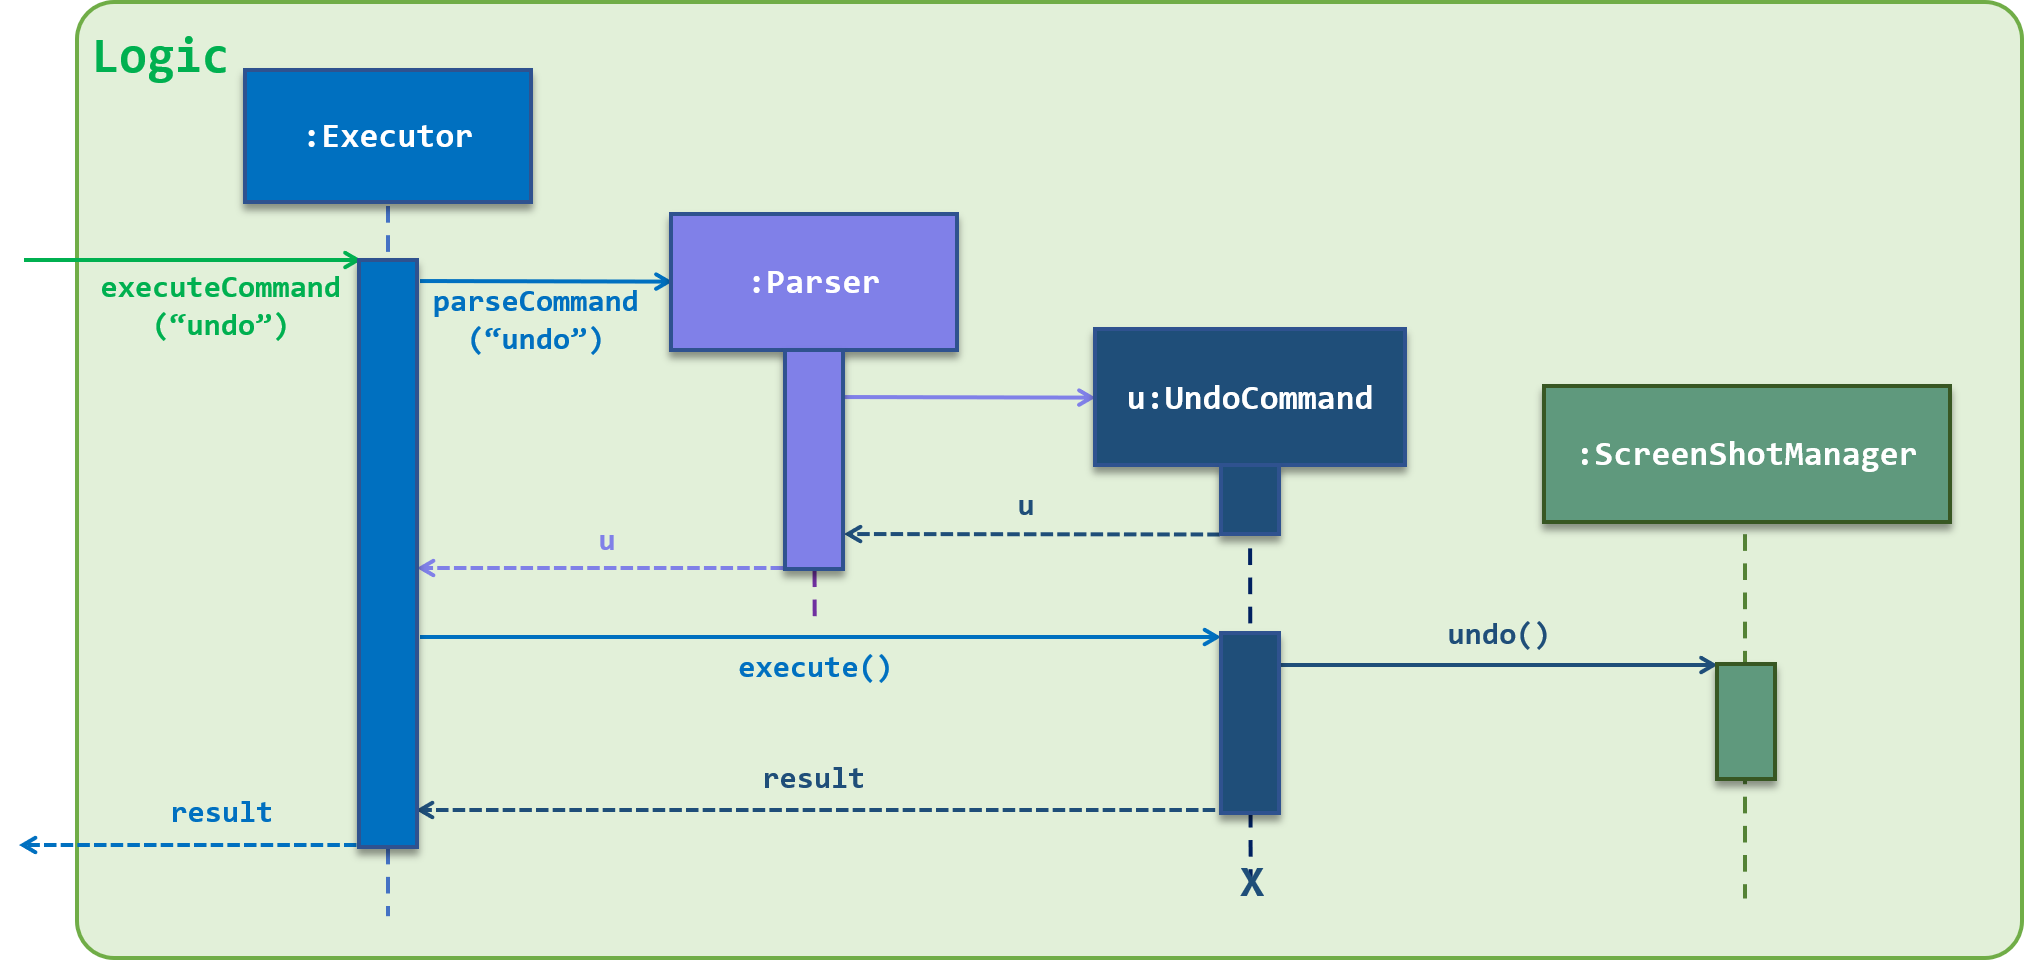 Logic
:Executor
executeCommand
(“undo”)
parseCommand
(“undo”)
:Parser
u:UndoCommand
:ScreenShotManager
u
u
execute()
undo()
result
result
X